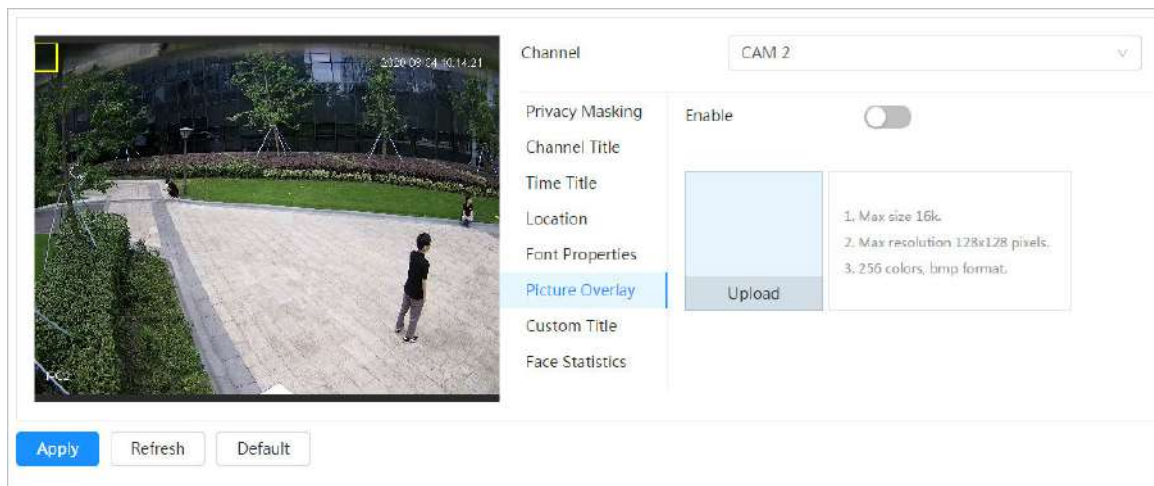 Channel
CAM 2
2020-09-04 10:14:21
Privacy Masking
Enable
Channel Title
Time Title
Location
1. Max size 16k.
2. Max resolution 128x128 pixels.
3. 256 colors, bmp format.
Font Properties
Picture Overlay
Upload
Custom Title
Face Statistics
Apply
Refresh
Default